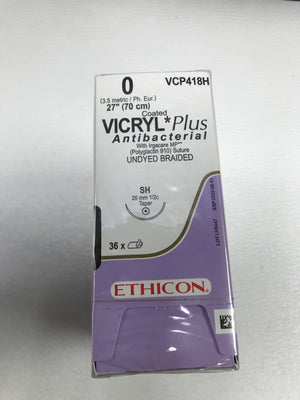 0
VCP418H
(3.5 metric / Ph. Eur.)
27" (70 cm)
Coated
VICRYL* Plus
Antibacterial
With Irgacare MP**
(Polyglactin 910) Suture
UNDYED BRAIDED
SH
26 mm 1/2c
Taper
36 x
ETHICON